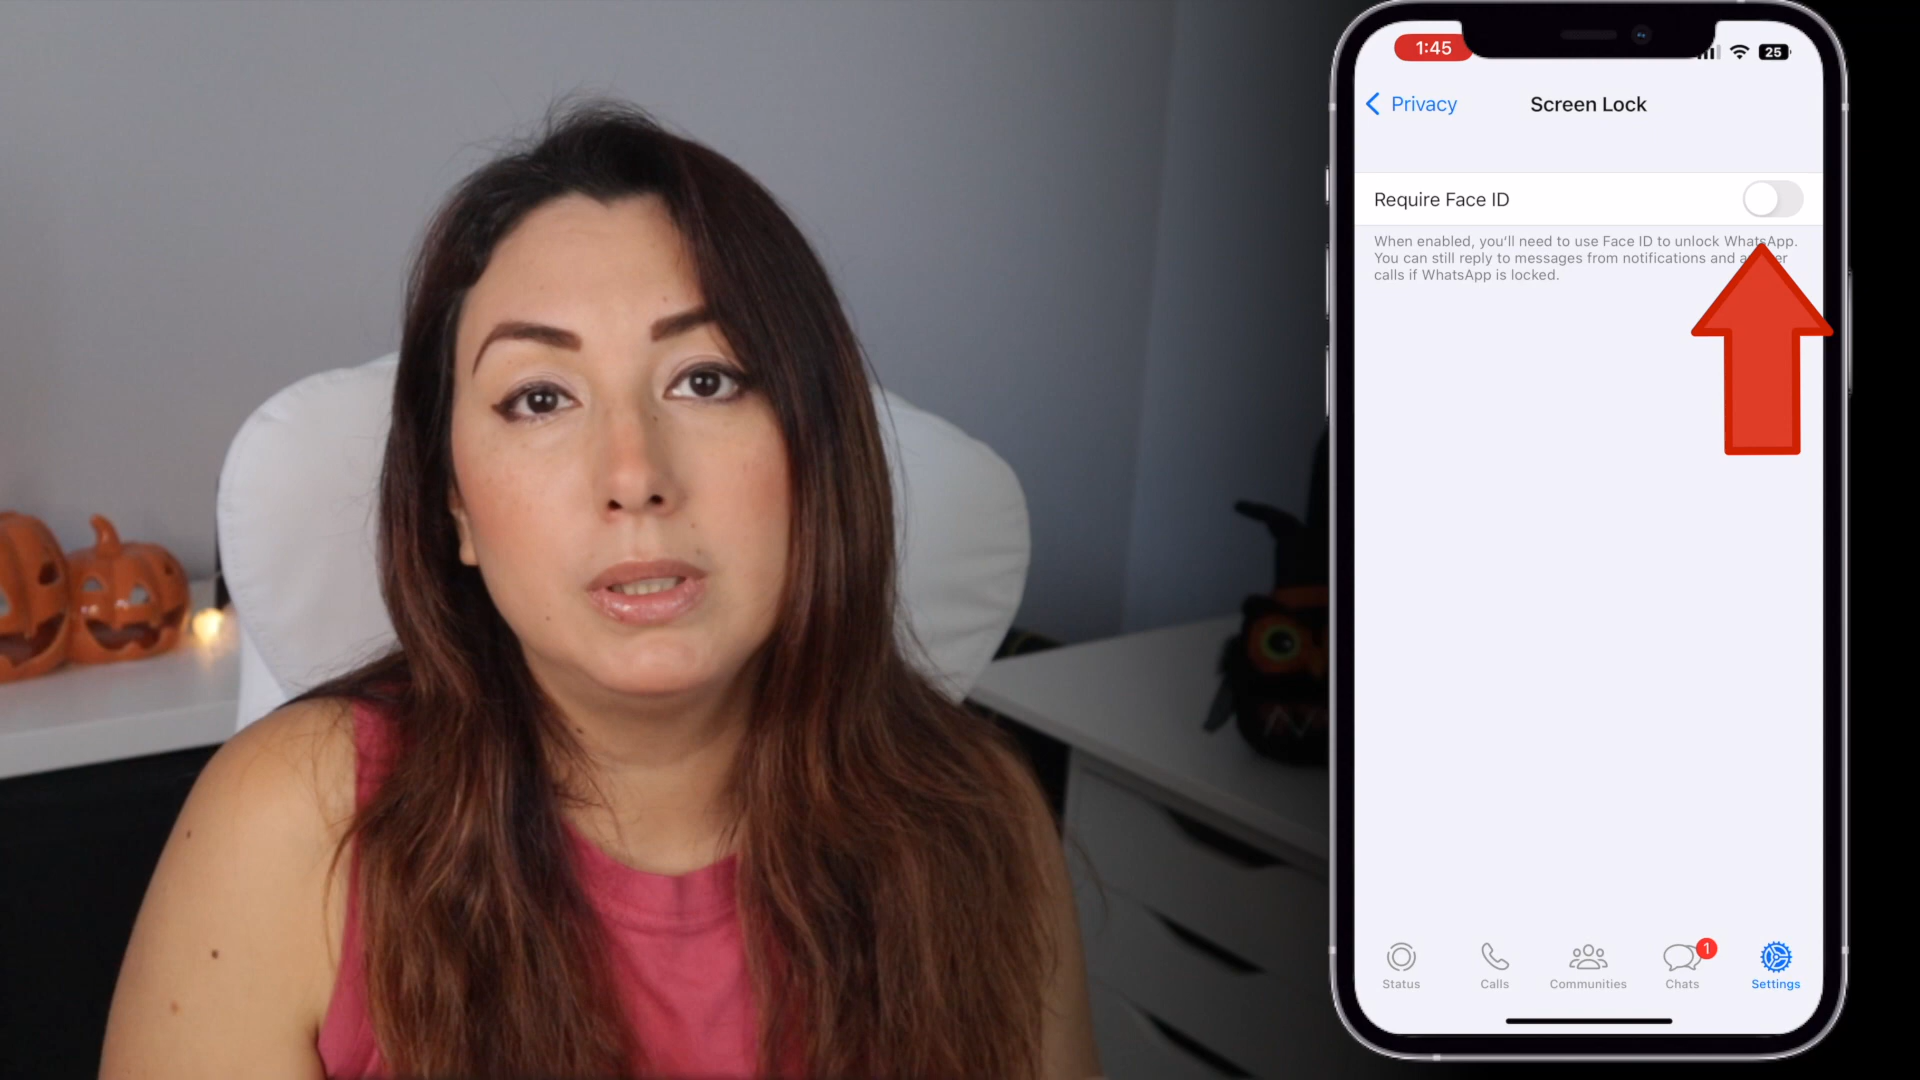 1:45
25
Privacy
Screen Lock
Require Face ID
When enabled, you'll need to use Face ID to unlock WhatsApp.
You can still reply to messages from notifications and
calls if WhatsApp is locked.
Status
Calls
Communities
Chats
1
Settings